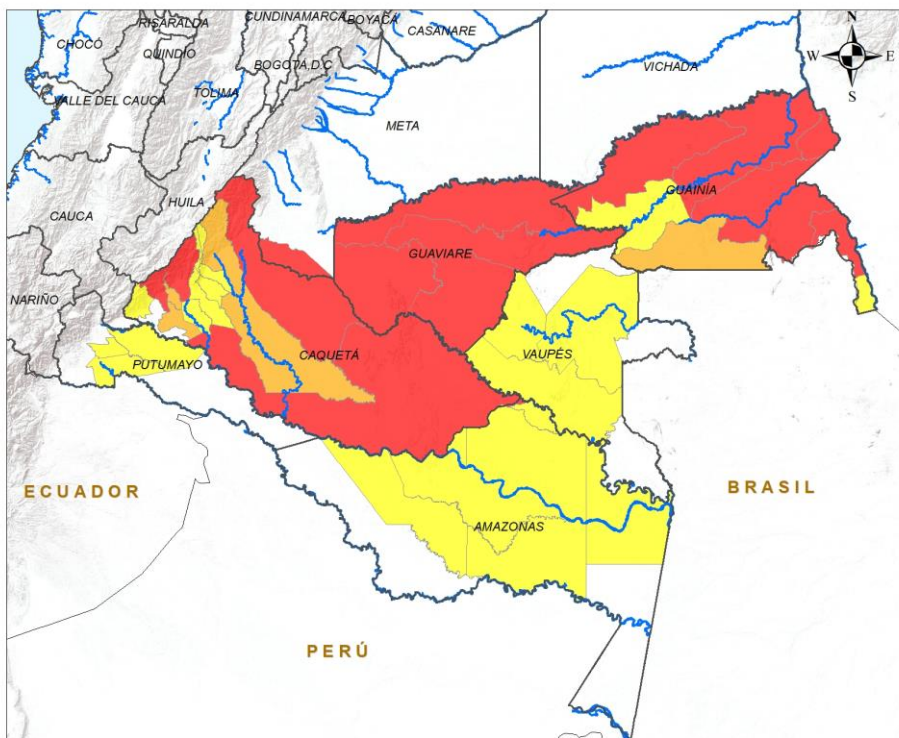 CUNDINAMARCA
BOYACÁ
RISARALDA
CASANARE
N
CHOCÓ
QUINDÍO
W
E
BOGOTA,D.C
VICHADA
S
VALLE DEL CAUCA
TOLIMA
META
GUAINÍA
HUILA
CAUCA
GUAVIARE
NARIÑO
CAQUETÁ
VAUPÉS
PUTUMAYO
ECUADOR
BRASIL
AMAZONAS
PERÚ